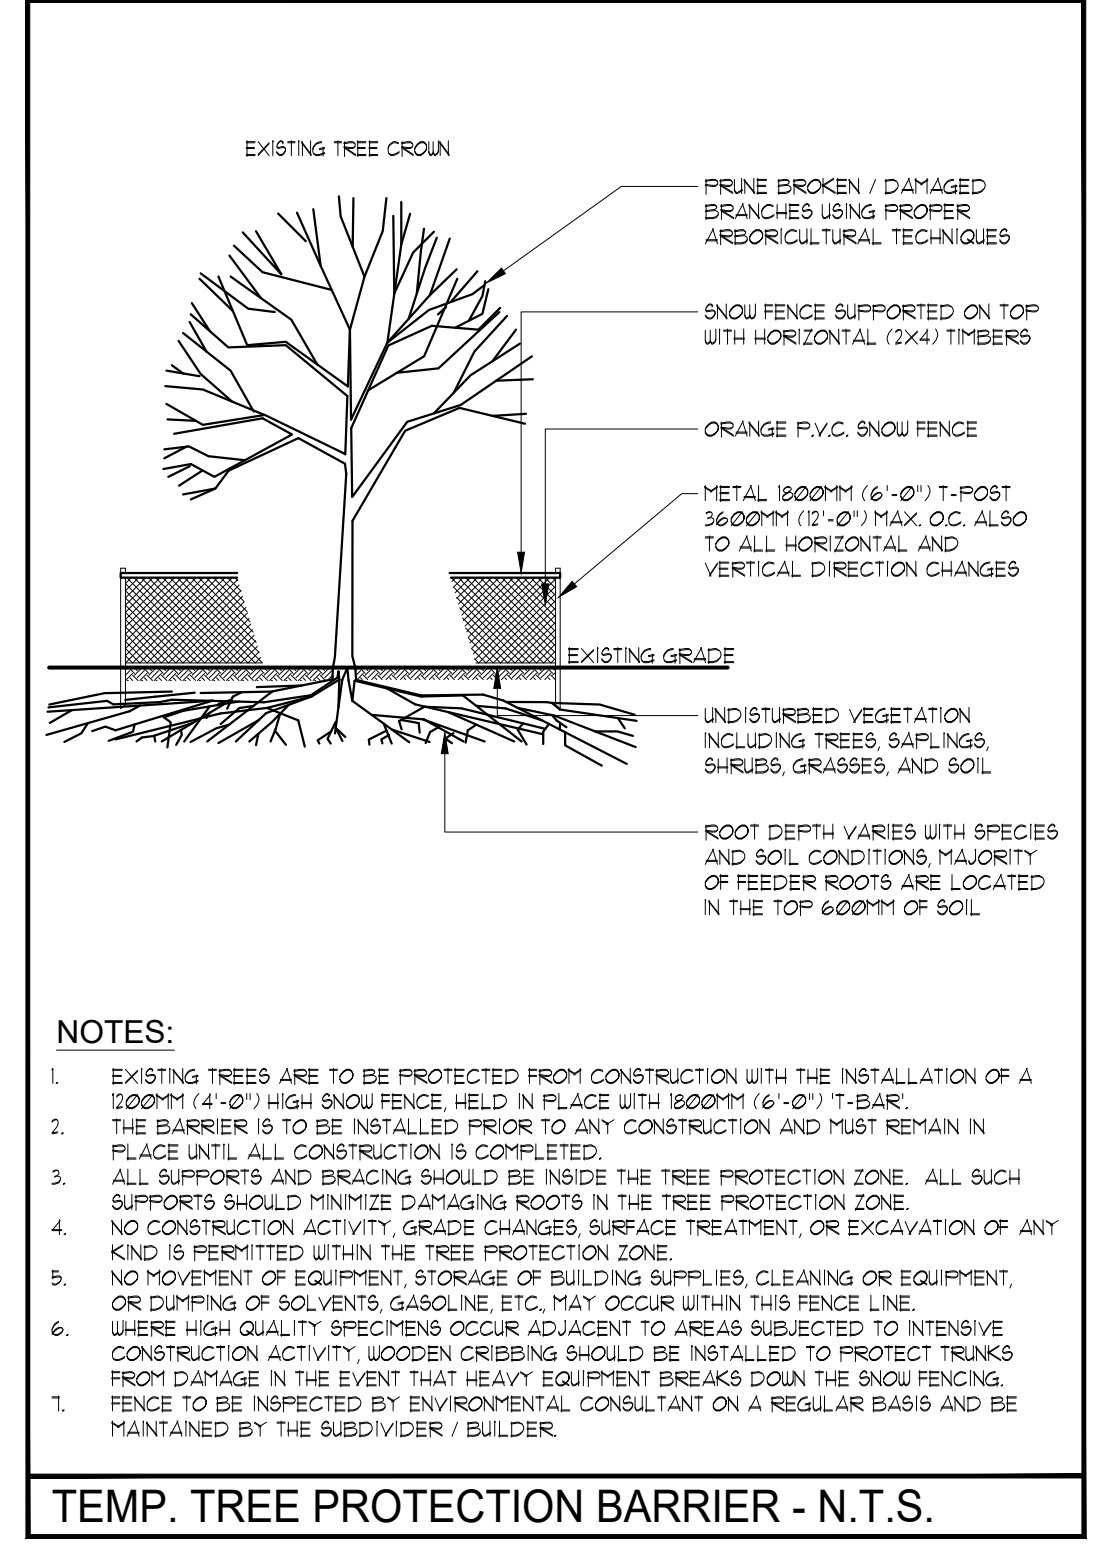 EXISTING TREE CROWN
PRUNE BROKEN / DAMAGED
BRANCHES USING PROPER
ARBORICULTURAL TECHNIQUES
SNOW FENCE SUPPORTED ON TOP
WITH HORIZONTAL (2X4) TIMBERS
ORANGE P.V.C. SNOW FENCE
METAL 1800MM (6'-0") T-POST
3600MM (12'-0") MAX. O.C. ALSO
TO ALL HORIZONTAL AND
VERTICAL DIRECTION CHANGES
EXISTING GRADE
UNDISTURBED VEGETATION
INCLUDING TREES, SAPLINGS,
SHRUBS, GRASSES, AND SOIL
ROOT DEPTH VARIES WITH SPECIES
AND SOIL CONDITIONS, MAJORITY
OF FEEDER ROOTS ARE LOCATED
IN THE TOP 600MM OF SOIL
NOTES:
1. EXISTING TREES ARE TO BE PROTECTED FROM CONSTRUCTION WITH THE INSTALLATION OF A
1200MM (4'-0") HIGH SNOW FENCE, HELD IN PLACE WITH 1800MM (6'-0") 'T-BAR'.
2. THE BARRIER IS TO BE INSTALLED PRIOR TO ANY CONSTRUCTION AND MUST REMAIN IN
PLACE UNTIL ALL CONSTRUCTION IS COMPLETED.
3. ALL SUPPORTS AND BRACING SHOULD BE INSIDE THE TREE PROTECTION ZONE. ALL SUCH
SUPPORTS SHOULD MINIMIZE DAMAGING ROOTS IN THE TREE PROTECTION ZONE.
4. NO CONSTRUCTION ACTIVITY, GRADE CHANGES, SURFACE TREATMENT, OR EXCAVATION OF ANY
KIND IS PERMITTED WITHIN THE TREE PROTECTION ZONE.
5. NO MOVEMENT OF EQUIPMENT, STORAGE OF BUILDING SUPPLIES, CLEANING OR EQUIPMENT,
OR DUMPING OF SOLVENTS, GASOLINE, ETC., MAY OCCUR WITHIN THIS FENCE LINE.
6. WHERE HIGH QUALITY SPECIMENS OCCUR ADJACENT TO AREAS SUBJECTED TO INTENSIVE
CONSTRUCTION ACTIVITY, WOODEN CRIBBING SHOULD BE INSTALLED TO PROTECT TRUNKS
FROM DAMAGE IN THE EVENT THAT HEAVY EQUIPMENT BREAKS DOWN THE SNOW FENCING.
7. FENCE TO BE INSPECTED BY ENVIRONMENTAL CONSULTANT ON A REGULAR BASIS AND BE
MAINTAINED BY THE SUBDIVIDER / BUILDER.
TEMP. TREE PROTECTION BARRIER - N.T.S.